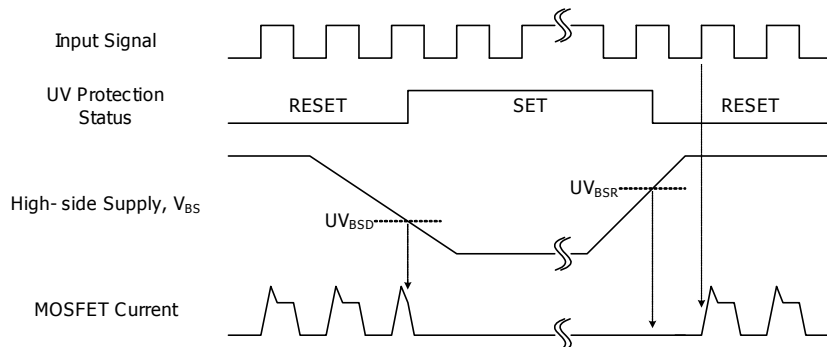 Input Signal
UV Protection
Status
RESET
SET
RESET
High- side Supply, VBS
UVBSD
UVBSR
MOSFET Current